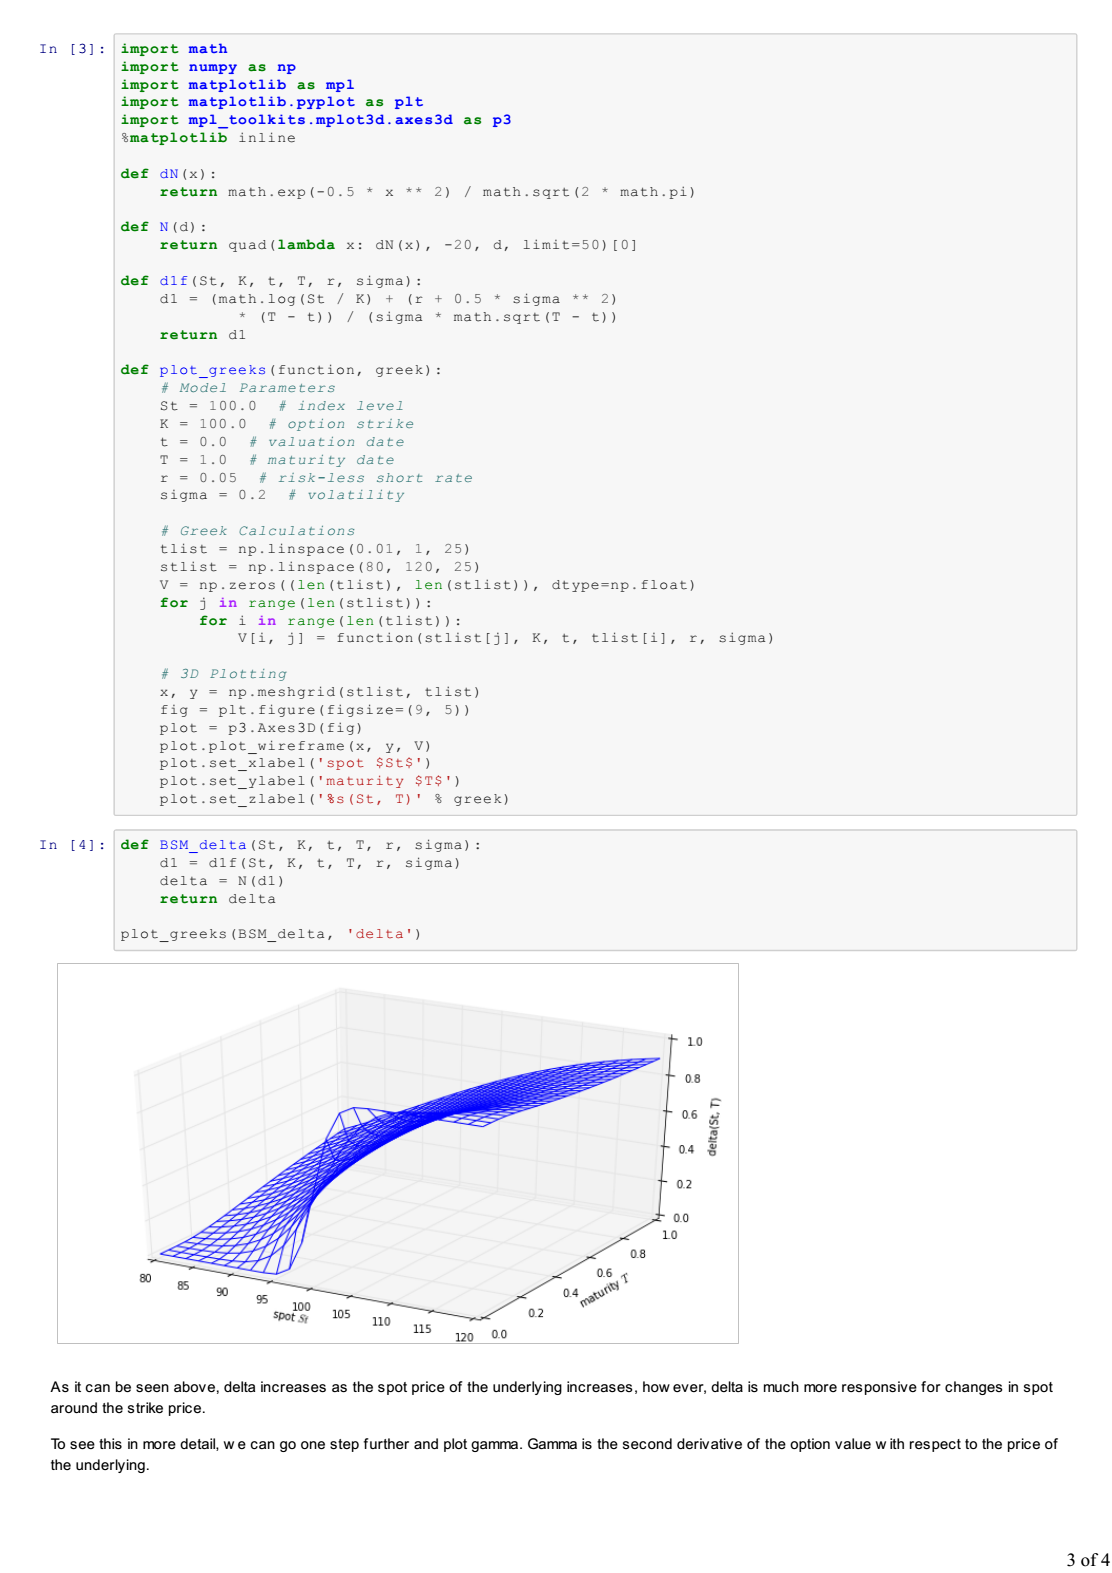 In [3]: import math
import numpy as np
import matplotlib as mpl
import matplotlib.pyplot as plt
import mpl_toolkits.mplot3d.axes3d as p3
%matplotlib inline

def dN(x):
    return math.exp(-0.5 * x ** 2) / math.sqrt(2 * math.pi)

def N(d):
    return quad(lambda x: dN(x), -20, d, limit=50)[0]

def d1f(St, K, t, T, r, sigma):
    d1 = (math.log(St / K) + (r + 0.5 * sigma ** 2)
            * (T - t)) / (sigma * math.sqrt(T - t))
    return d1

def plot_greeks(function, greek):
    # Model Parameters
    St = 100.0  # index level
    K = 100.0  # option strike
    t = 0.0  # valuation date
    T = 1.0  # maturity date
    r = 0.05  # risk-less short rate
    sigma = 0.2  # volatility

    # Greek Calculations
    tlist = np.linspace(0.01, 1, 25)
    stlist = np.linspace(80, 120, 25)
    V = np.zeros((len(tlist), len(stlist)), dtype=np.float)
    for j in range(len(stlist)):
        for i in range(len(tlist)):
            V[i, j] = function(stlist[j], K, t, tlist[i], r, sigma)

    # 3D Plotting
    x, y = np.meshgrid(stlist, tlist)
    fig = plt.figure(figsize=(9, 5))
    plot = p3.Axes3D(fig)
    plot.plot_wireframe(x, y, V)
    plot.set_xlabel('spot $St$')
    plot.set_ylabel('maturity $T$')
    plot.set_zlabel('%s(St, T)' % greek)

In [4]: def BSM_delta(St, K, t, T, r, sigma):
    d1 = d1f(St, K, t, T, r, sigma)
    delta = N(d1)
    return delta

plot_greeks(BSM_delta, 'delta')

1.0
0.8
0.6
0.4
0.2
0.0
delta(St, T)
1.0
0.8
0.6
0.4
0.2
0.0
maturity T
80
85
90
95
100
105
110
115
120
spot St

As it can be seen above, delta increases as the spot price of the underlying increases, how ever, delta is much more responsive for changes in spot
around the strike price.

To see this in more detail, w e can go one step further and plot gamma. Gamma is the second derivative of the option value w ith respect to the price of
the underlying.

3 of 4